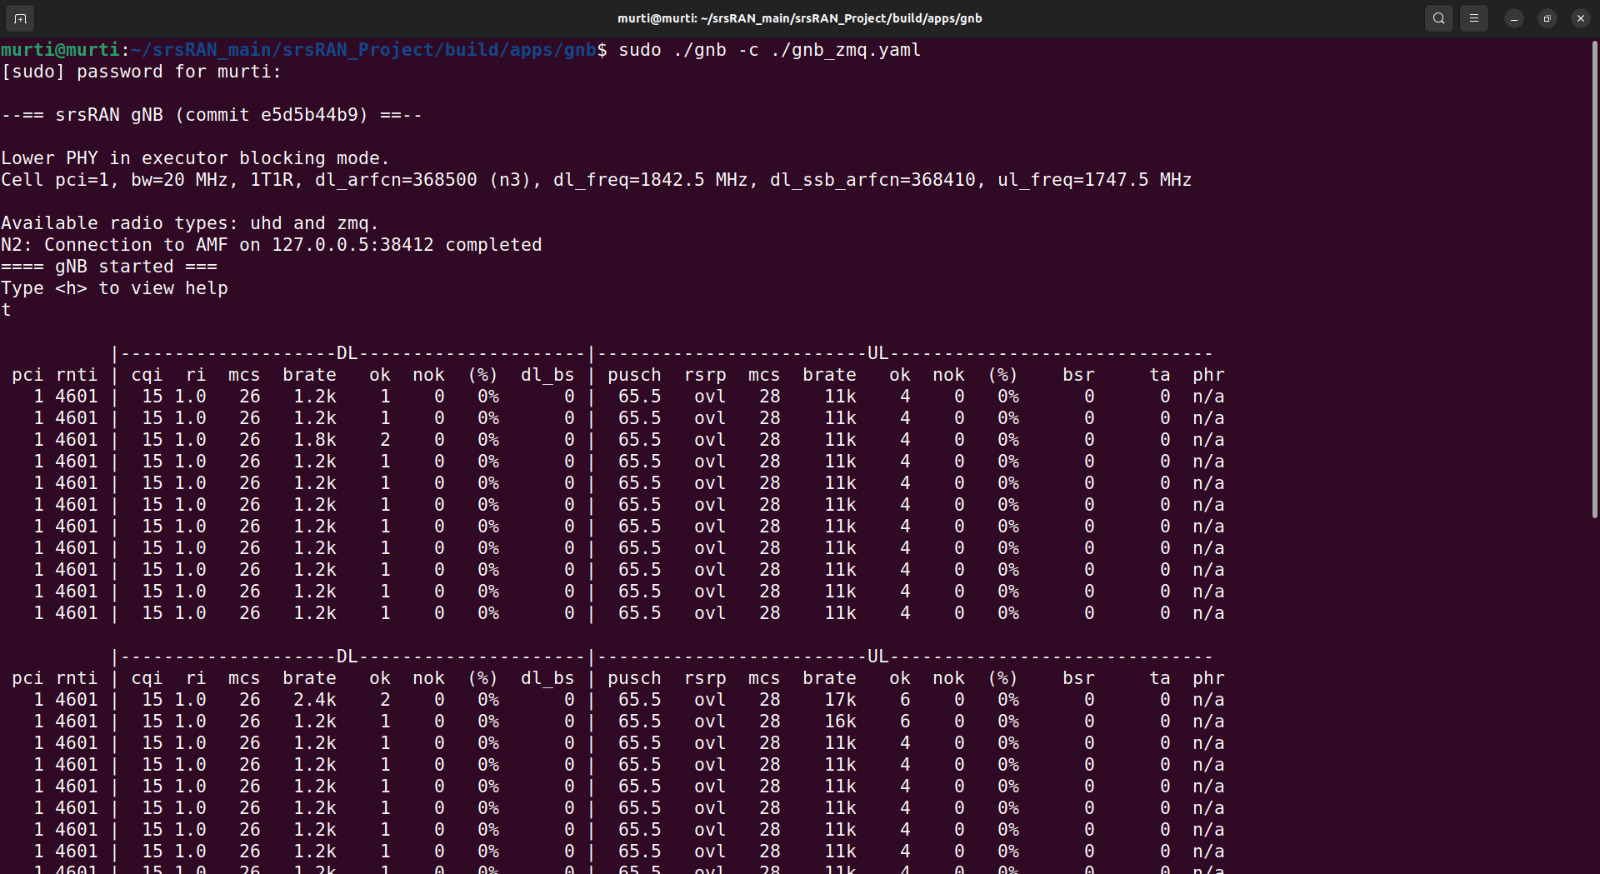 murti@murti: ~/srsRAN_main/srsRAN_Project/build/apps/gnb
murti@murti:~/srsRAN_main/srsRAN_Project/build/apps/gnb$ sudo ./gnb -c ./gnb_zmq.yaml
[sudo] password for murti:
--== srsRAN gNB (commit e5d5b44b9) ==--
Lower PHY in executor blocking mode.
Cell pci=1, bw=20 MHz, 1T1R, dl_arfcn=368500 (n3), dl_freq=1842.5 MHz, dl_ssb_arfcn=368410, ul_freq=1747.5 MHz
Available radio types: uhd and zmq.
N2: Connection to AMF on 127.0.0.5:38412 completed
==== gNB started ===
Type <h> to view help
t
|--------------------DL---------------------|-------------------------UL------------------------------
pci rnti | cqi ri mcs brate ok nok (%) dl_bs | pusch rsrp mcs brate ok nok (%) bsr ta phr
1 4601 | 15 1.0 26 1.2k 1 0 0% 0 | 65.5 ovl 28 11k 4 0 0% 0 0 n/a
1 4601 | 15 1.0 26 1.2k 1 0 0% 0 | 65.5 ovl 28 11k 4 0 0% 0 0 n/a
1 4601 | 15 1.0 26 1.8k 2 0 0% 0 | 65.5 ovl 28 11k 4 0 0% 0 0 n/a
1 4601 | 15 1.0 26 1.2k 1 0 0% 0 | 65.5 ovl 28 11k 4 0 0% 0 0 n/a
1 4601 | 15 1.0 26 1.2k 1 0 0% 0 | 65.5 ovl 28 11k 4 0 0% 0 0 n/a
1 4601 | 15 1.0 26 1.2k 1 0 0% 0 | 65.5 ovl 28 11k 4 0 0% 0 0 n/a
1 4601 | 15 1.0 26 1.2k 1 0 0% 0 | 65.5 ovl 28 11k 4 0 0% 0 0 n/a
1 4601 | 15 1.0 26 1.2k 1 0 0% 0 | 65.5 ovl 28 11k 4 0 0% 0 0 n/a
1 4601 | 15 1.0 26 1.2k 1 0 0% 0 | 65.5 ovl 28 11k 4 0 0% 0 0 n/a
1 4601 | 15 1.0 26 1.2k 1 0 0% 0 | 65.5 ovl 28 11k 4 0 0% 0 0 n/a
1 4601 | 15 1.0 26 1.2k 1 0 0% 0 | 65.5 ovl 28 11k 4 0 0% 0 0 n/a
|--------------------DL---------------------|-------------------------UL------------------------------
pci rnti | cqi ri mcs brate ok nok (%) dl_bs | pusch rsrp mcs brate ok nok (%) bsr ta phr
1 4601 | 15 1.0 26 2.4k 2 0 0% 0 | 65.5 ovl 28 17k 6 0 0% 0 0 n/a
1 4601 | 15 1.0 26 1.2k 1 0 0% 0 | 65.5 ovl 28 16k 6 0 0% 0 0 n/a
1 4601 | 15 1.0 26 1.2k 1 0 0% 0 | 65.5 ovl 28 11k 4 0 0% 0 0 n/a
1 4601 | 15 1.0 26 1.2k 1 0 0% 0 | 65.5 ovl 28 11k 4 0 0% 0 0 n/a
1 4601 | 15 1.0 26 1.2k 1 0 0% 0 | 65.5 ovl 28 11k 4 0 0% 0 0 n/a
1 4601 | 15 1.0 26 1.2k 1 0 0% 0 | 65.5 ovl 28 11k 4 0 0% 0 0 n/a
1 4601 | 15 1.0 26 1.2k 1 0 0% 0 | 65.5 ovl 28 11k 4 0 0% 0 0 n/a
1 4601 | 15 1.0 26 1.2k 1 0 0% 0 | 65.5 ovl 28 11k 4 0 0% 0 0 n/a
1 4601 | 15 1.0 26 1.2k 1 0 0% 0 | 65.5 ovl 28 11k 4 0 0% 0 0 n/a